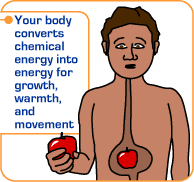 Your body
converts
chemical
energy into
energy for
growth,
warmth,
and
movement